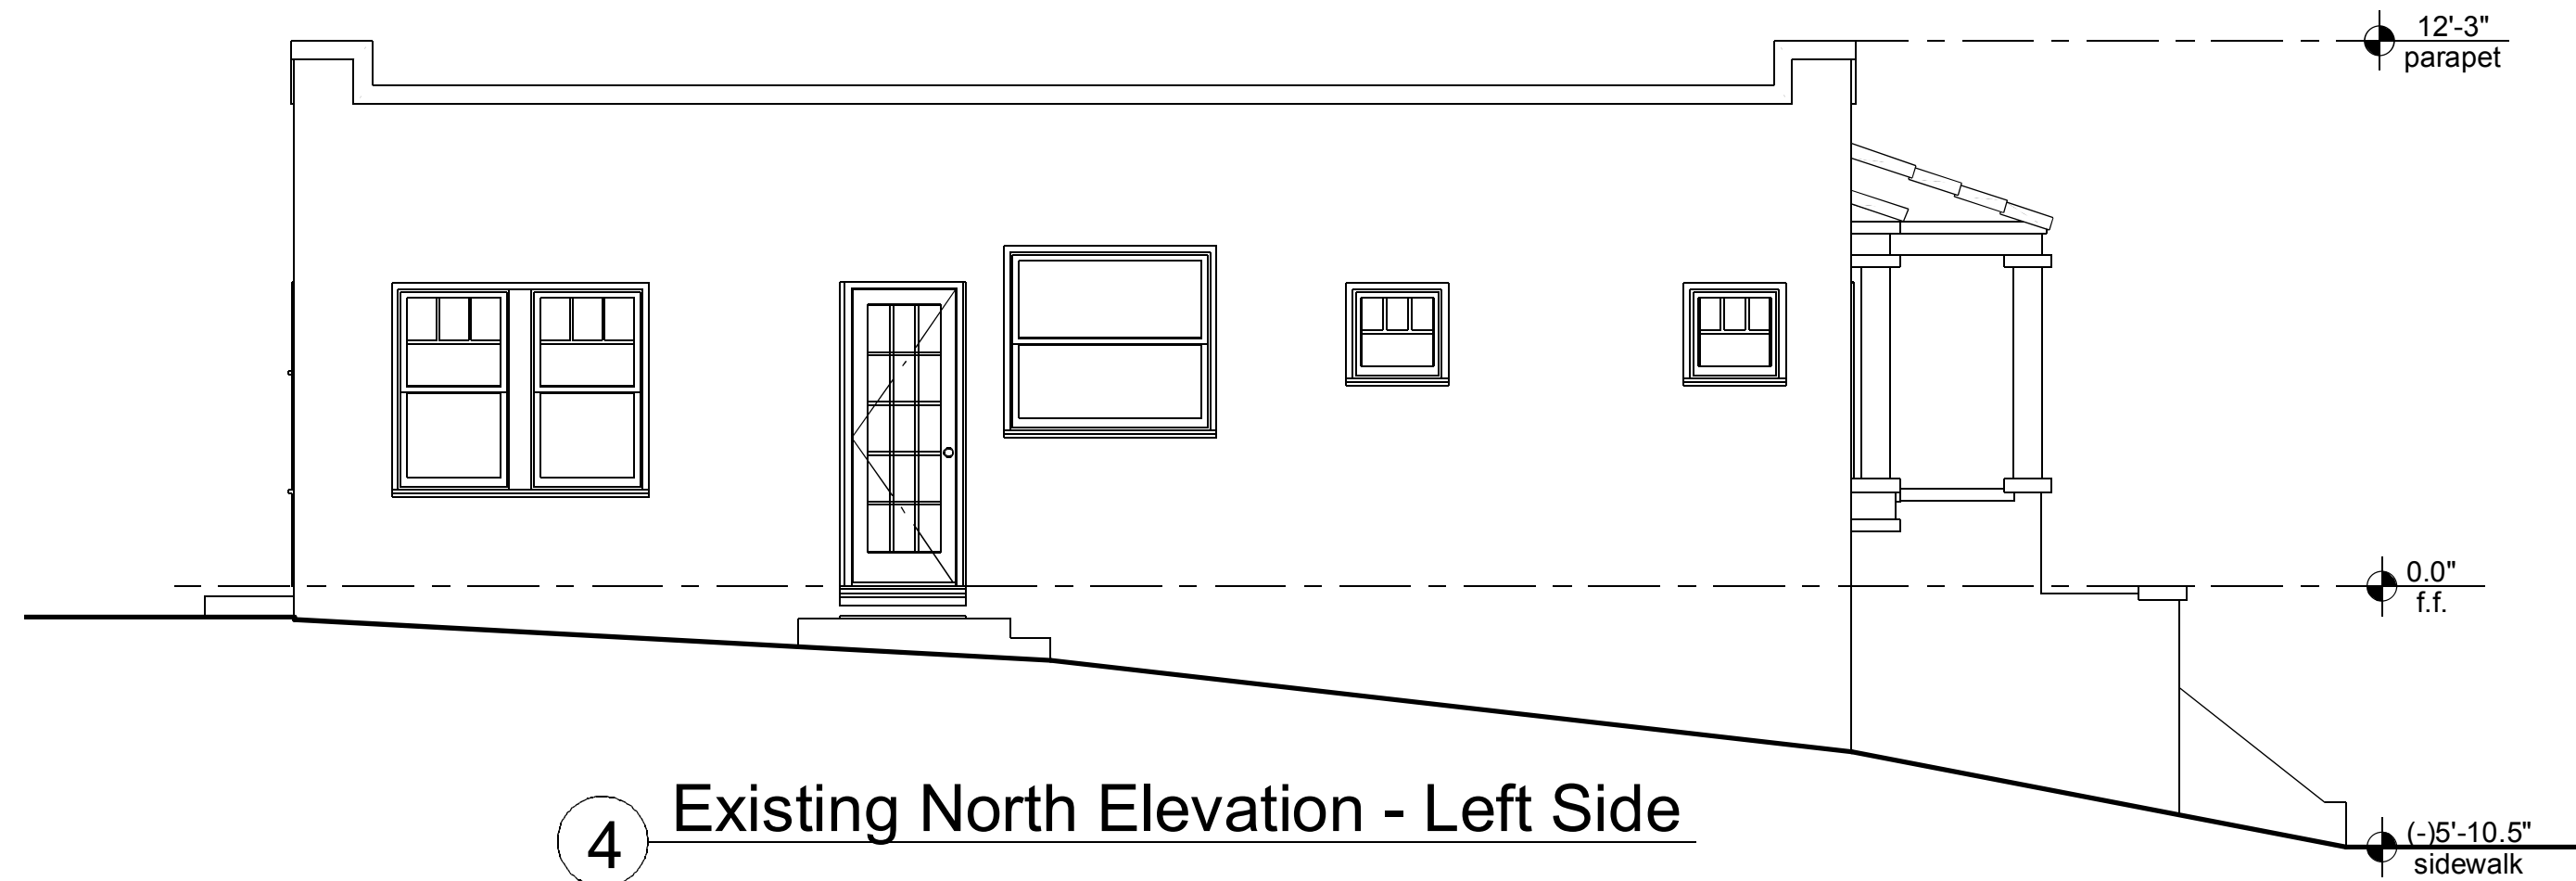 12'-3"
parapet
0.0"
f.f.
4 Existing North Elevation - Left Side
(-)5'-10.5"
sidewalk